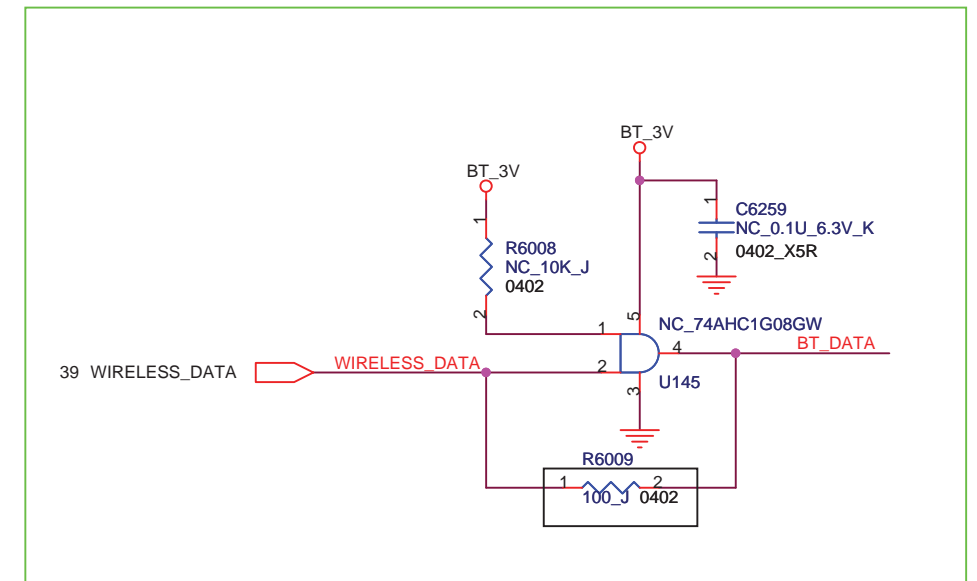 BT_3V
BT_3V
1
C6259
NC_0.1U_6.3V_K
0402_X5R
2
1
R6008
NC_10K_J
0402
2
5
NC_74AHC1G08GW
1
4
BT_DATA
39 WIRELESS_DATA
WIRELESS_DATA
2
U145
3
R6009
1
2
100_J 0402